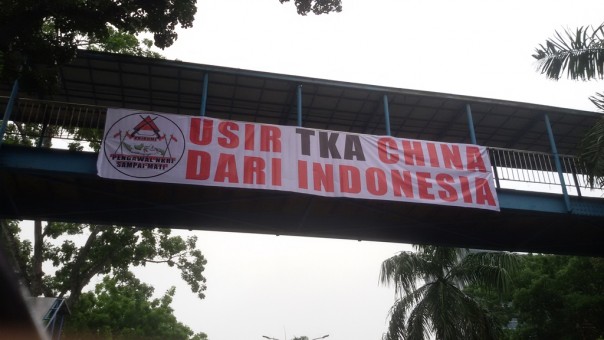 USIR TKA CHINA
DARI INDONESIA
"PENGAWAL NKRI
SAMPAI MATI"